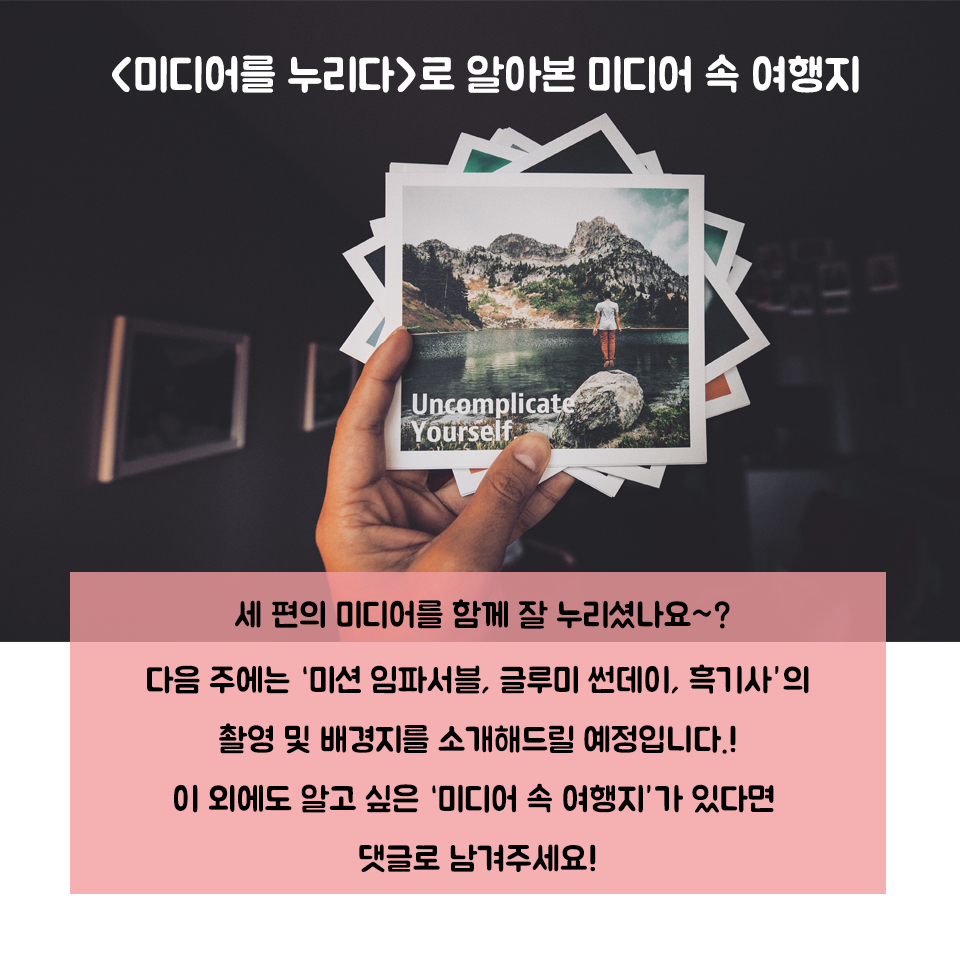 <미디어를 누리다>로 알아본 미디어 속 여행지
Uncomplicate
Yourself.
세 편의 미디어를 함께 잘 누리셨나요~?
다음 주에는 '미션 임파서블, 글루미 썬데이, 흑기사'의
촬영 및 배경지를 소개해드릴 예정입니다.!
이 외에도 알고 싶은 '미디어 속 여행지'가 있다면
댓글로 남겨주세요!